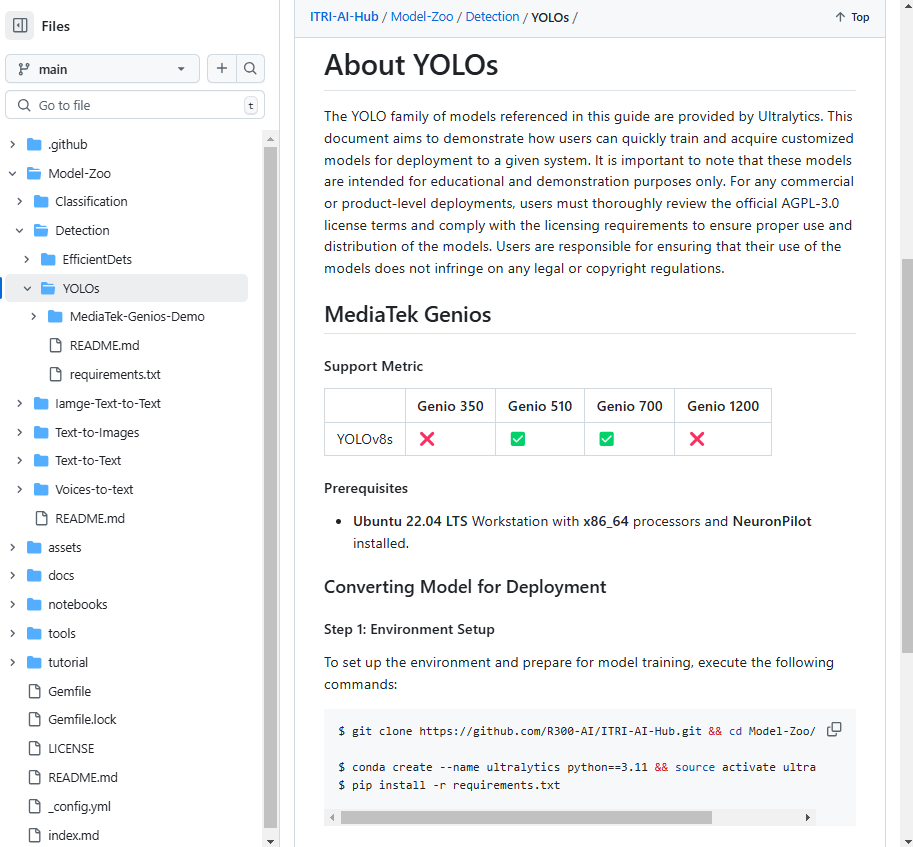 Files
main
Go to file
t
.github
Model-Zoo
Classification
Detection
EfficientDets
YOLOs
MediaTek-Genios-Demo
README.md
requirements.txt
Iamge-Text-to-Text
Text-to-Images
Text-to-Text
Voices-to-text
README.md
assets
docs
notebooks
tools
tutorial
Gemfile
Gemfile.lock
LICENSE
README.md
_config.yml
index.md
ITRI-AI-Hub / Model-Zoo / Detection / YOLOs /
Top
About YOLOs
The YOLO family of models referenced in this guide are provided by Ultralytics. This
document aims to demonstrate how users can quickly train and acquire customized
models for deployment to a given system. It is important to note that these models
are intended for educational and demonstration purposes only. For any commercial
or product-level deployments, users must thoroughly review the official AGPL-3.0
license terms and comply with the licensing requirements to ensure proper use and
distribution of the models. Users are responsible for ensuring that their use of the
models does not infringe on any legal or copyright regulations.
MediaTek Genios
Support Metric
Genio 350 Genio 510 Genio 700 Genio 1200
YOLOv8s
Prerequisites
Ubuntu 22.04 LTS Workstation with x86_64 processors and NeuronPilot
installed.
Converting Model for Deployment
Step 1: Environment Setup
To set up the environment and prepare for model training, execute the following
commands:
$ git clone https://github.com/R300-AI/ITRI-AI-Hub.git && cd Model-Zoo/
$ conda create --name ultralytics python==3.11 && source activate ultra
$ pip install -r requirements.txt